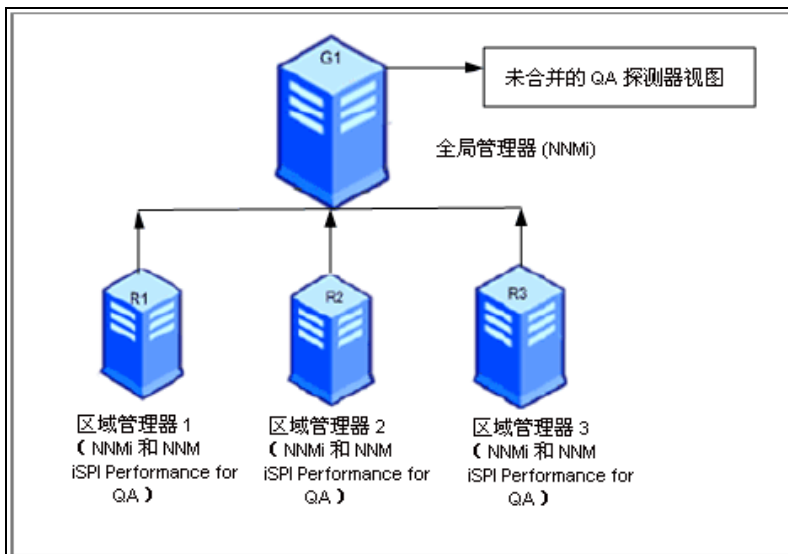 G1
未合并的 QA 探测器视图
全局管理器 (NNMi)
R1
R2
R3
区域管理器 1
（NNMi 和 NNM
iSPI Performance for
QA）
区域管理器 2
（NNMi 和 NNM
iSPI Performance for
QA）
区域管理器 3
（NNMi 和 NNM
iSPI Performance for
QA）